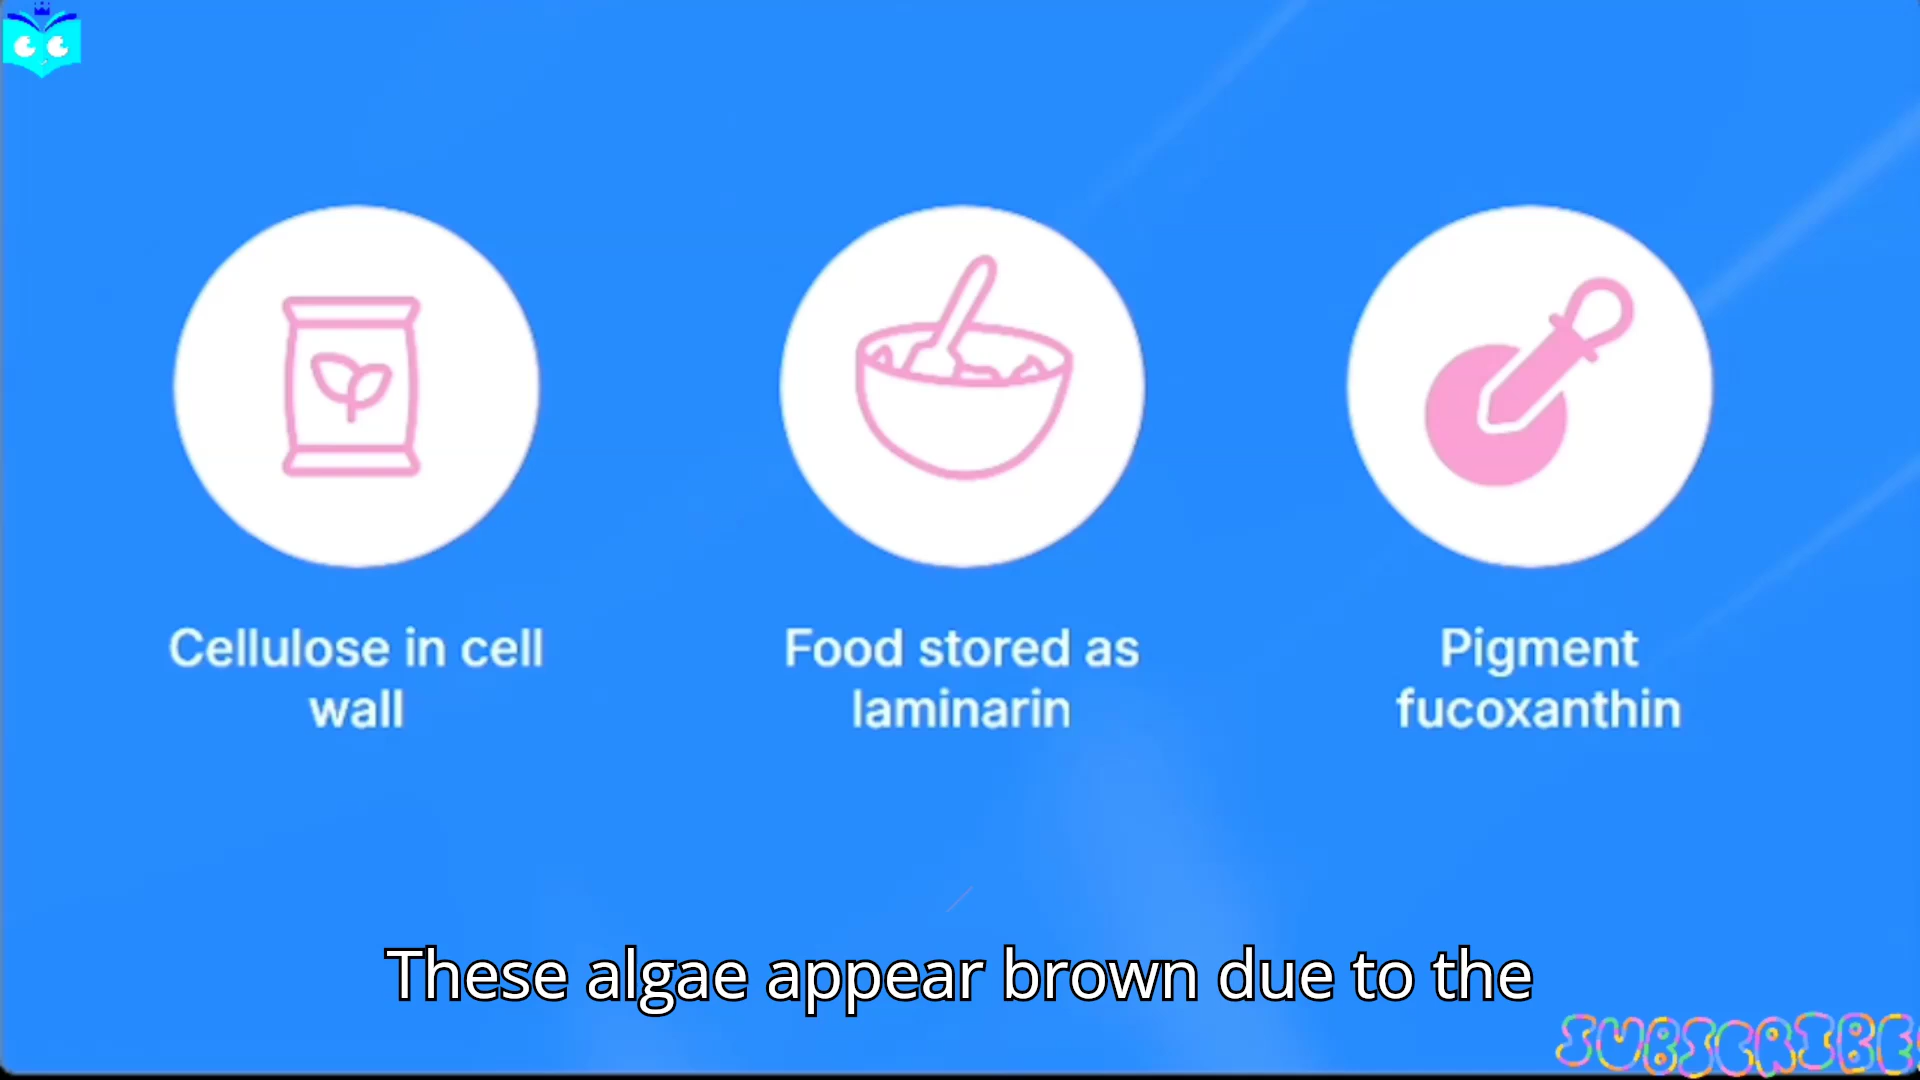 Cellulose in cell
wall
Food stored as
laminarin
Pigment
fucoxanthin
These algae appear brown due to the
SUBSCRIBE